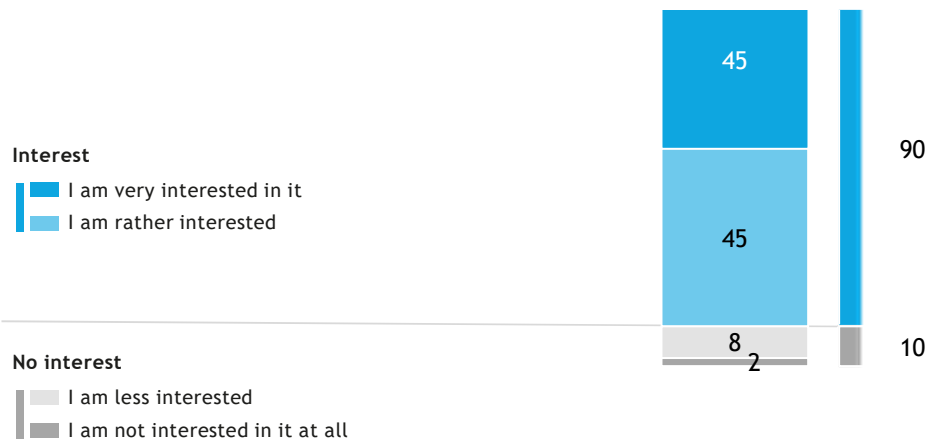 45
90
Interest
I am very interested in it
I am rather interested
45
8
10
2
No interest
I am less interested
I am not interested in it at all